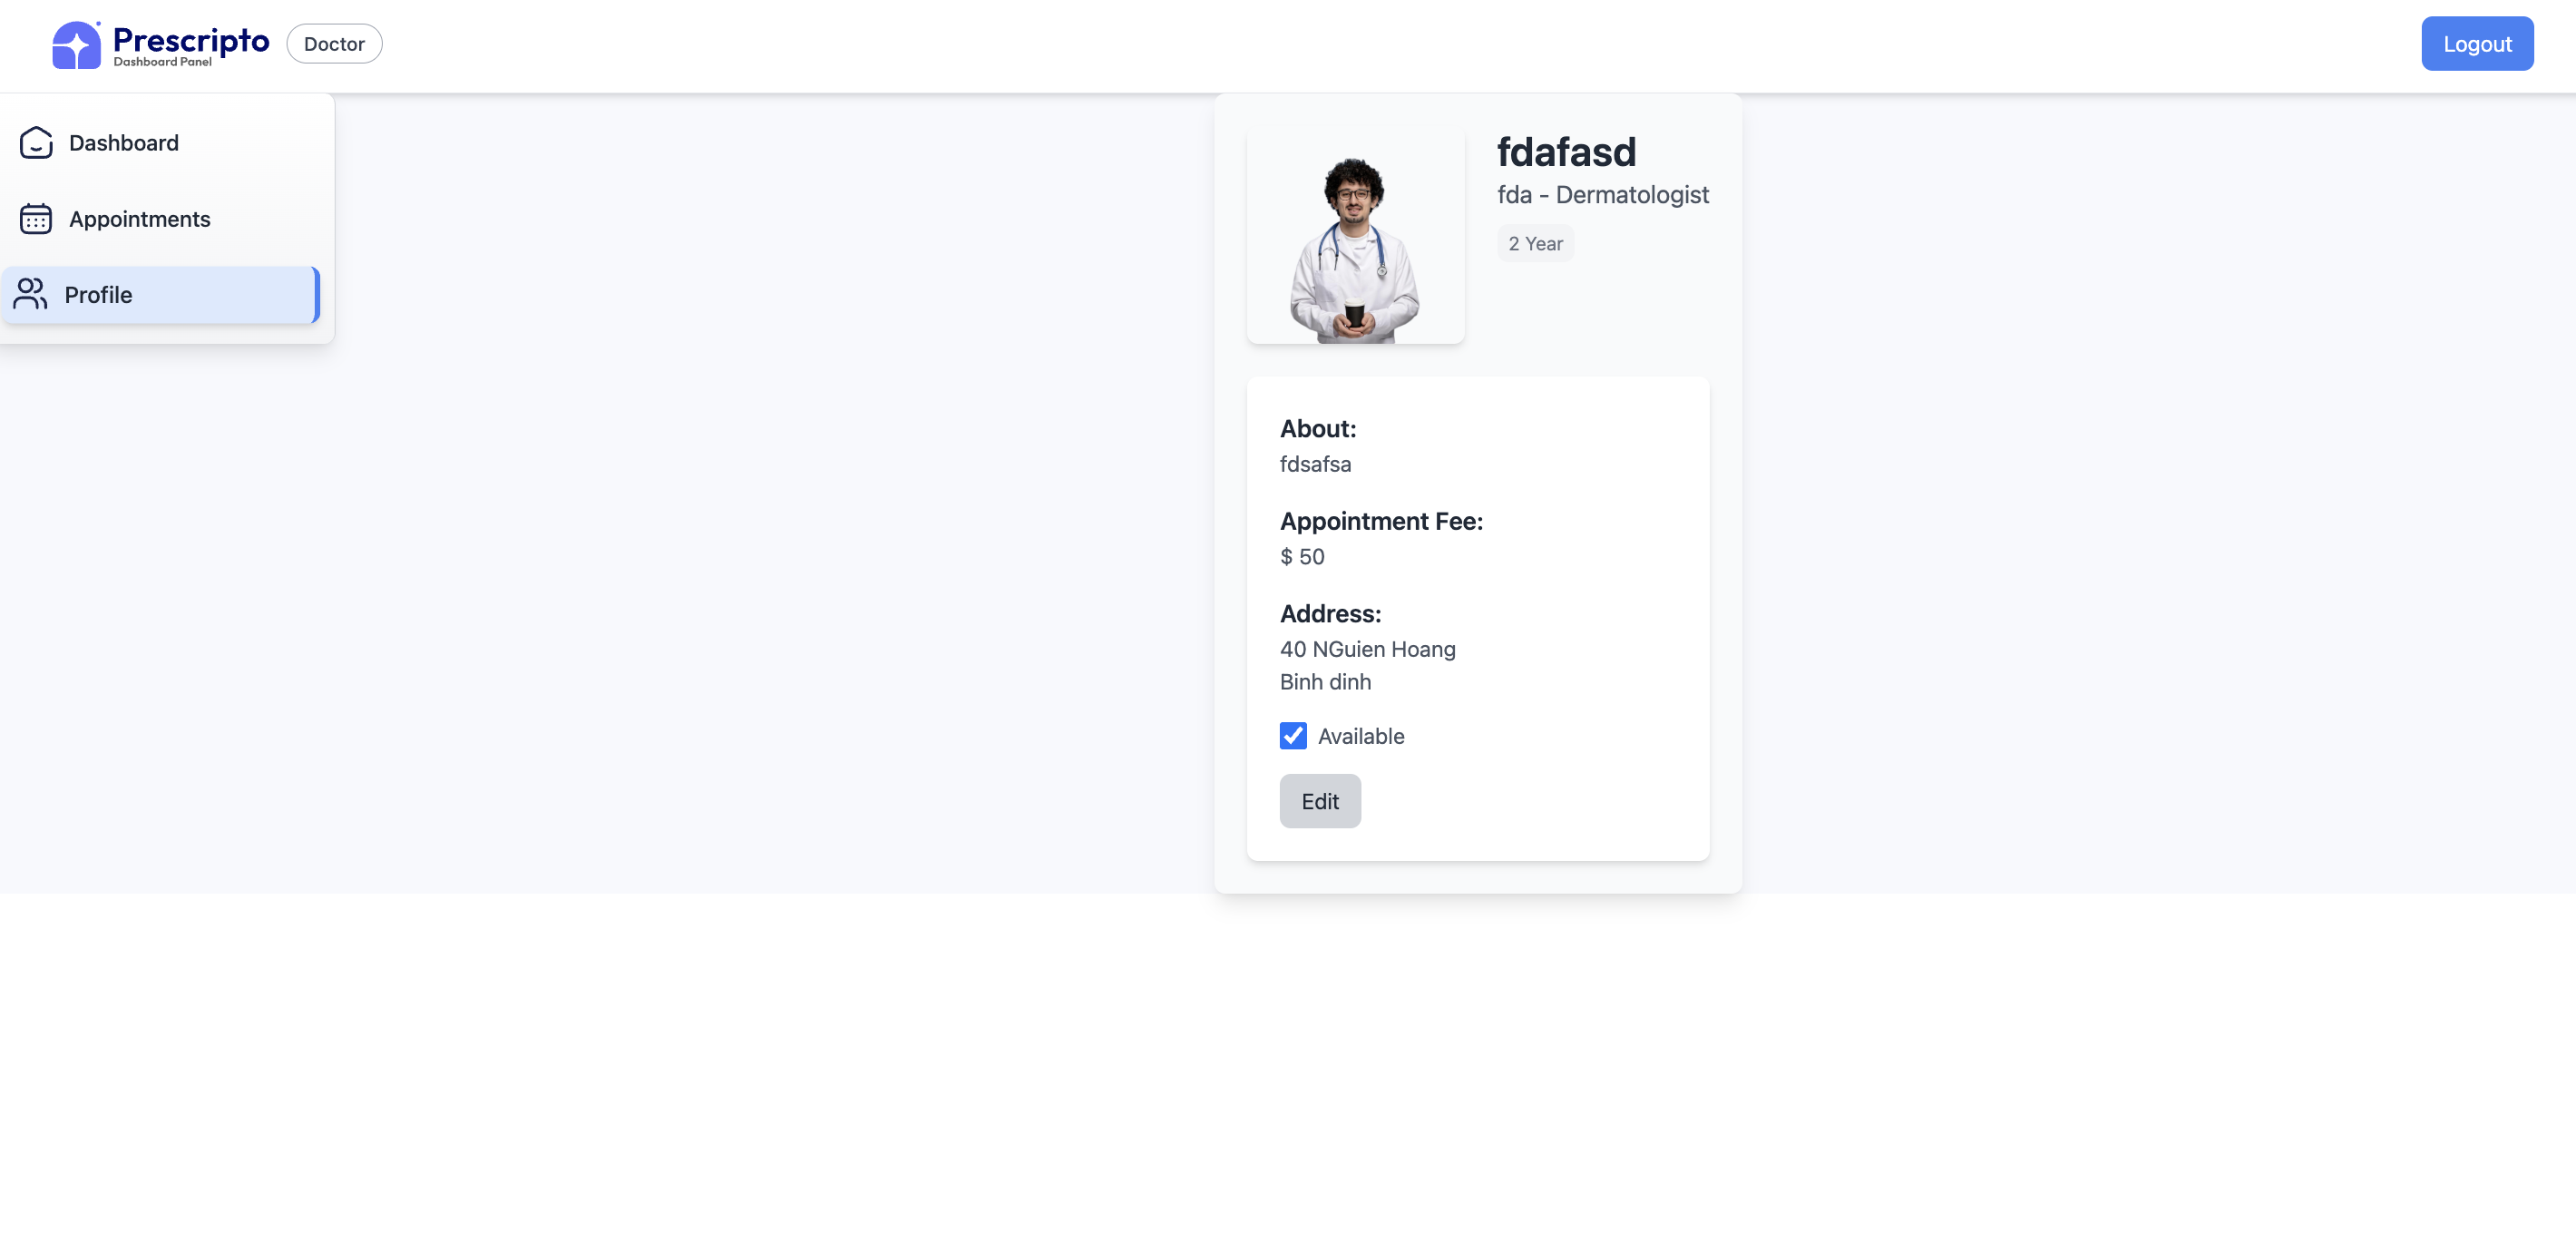 Prescripto
Dashboard Panel
Doctor
Logout
Dashboard
Appointments
Profile
fdafasd
fda - Dermatologist
2 Year
About:
fdsafsa
Appointment Fee:
$ 50
Address:
40 NGuien Hoang
Binh dinh
Available
Edit